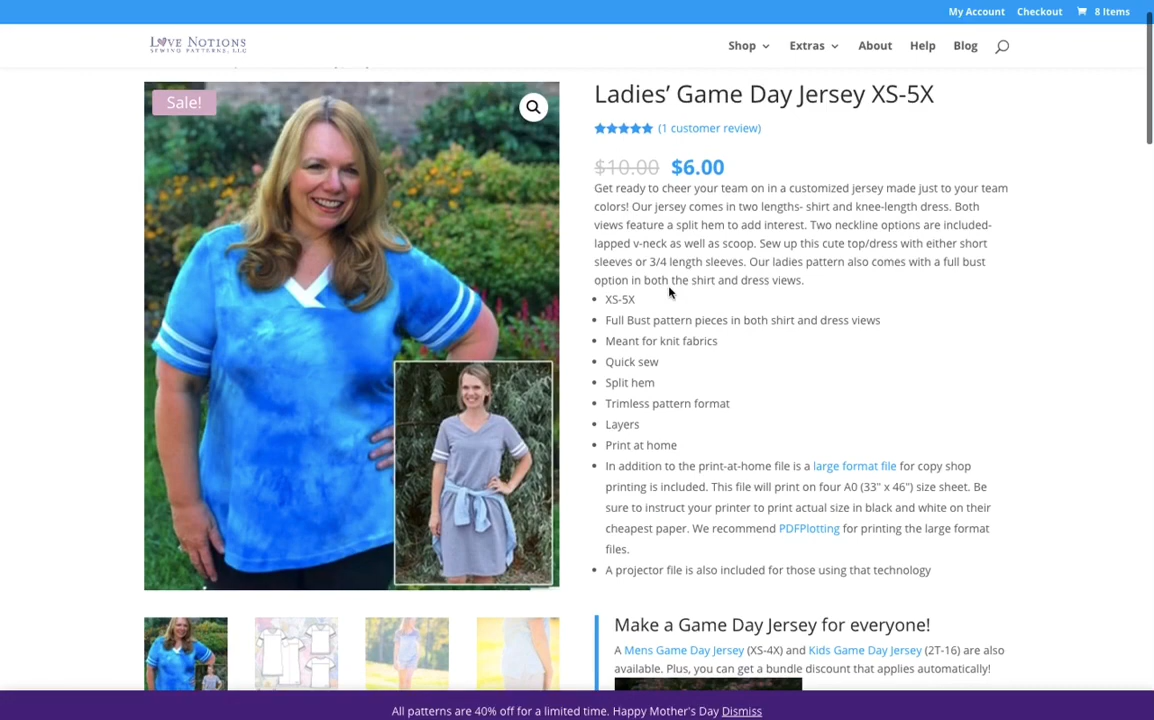 My Account Checkout 8 Items
LOVE NOTIONS
SEWING PATTERNS, LLC
Shop Extras About Help Blog
Sale!
Ladies’ Game Day Jersey XS-5X
(1 customer review)
$10.00 $6.00
Get ready to cheer your team on in a customized jersey made just to your team
colors! Our jersey comes in two lengths- shirt and knee-length dress. Both
views feature a split hem to add interest. Two neckline options are included-
lapped v-neck as well as scoop. Sew up this cute top/dress with either short
sleeves or 3/4 length sleeves. Our ladies pattern also comes with a full bust
option in both the shirt and dress views.
XS-5X
Full Bust pattern pieces in both shirt and dress views
Meant for knit fabrics
Quick sew
Split hem
Trimless pattern format
Layers
Print at home
In addition to the print-at-home file is a large format file for copy shop
printing is included. This file will print on four A0 (33" x 46") size sheet. Be
sure to instruct your printer to print actual size in black and white on their
cheapest paper. We recommend PDFPlotting for printing the large format
files.
A projector file is also included for those using that technology
Make a Game Day Jersey for everyone!
A Mens Game Day Jersey (XS-4X) and Kids Game Day Jersey (2T-16) are also
available. Plus, you can get a bundle discount that applies automatically!
All patterns are 40% off for a limited time. Happy Mother's Day Dismiss